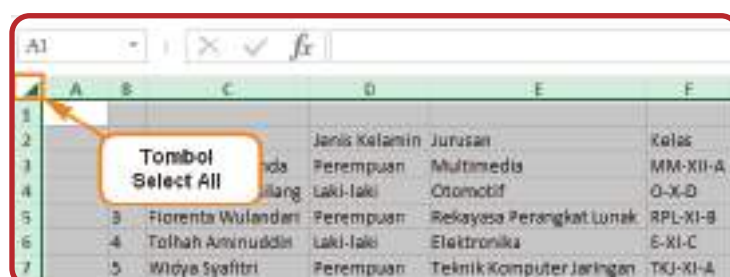 A1 fx
A B C D E F
1
2 Jenis Kelamin Jurusan Kelas
3 nda Perempuan Multimedia MM-XII-A
4 ilang Laki-laki Otomotif O-X-D
5 3 Fiorenta Wulandari Perempuan Rekayasa Perangkat Lunak RPL-XI-B
6 4 Tolhah Aminuddin Laki-laki Elektronika E-XI-C
7 5 Widya Syafitri Perempuan Teknik Komputer Jaringan TKJ-XI-A
Tombol
Select All